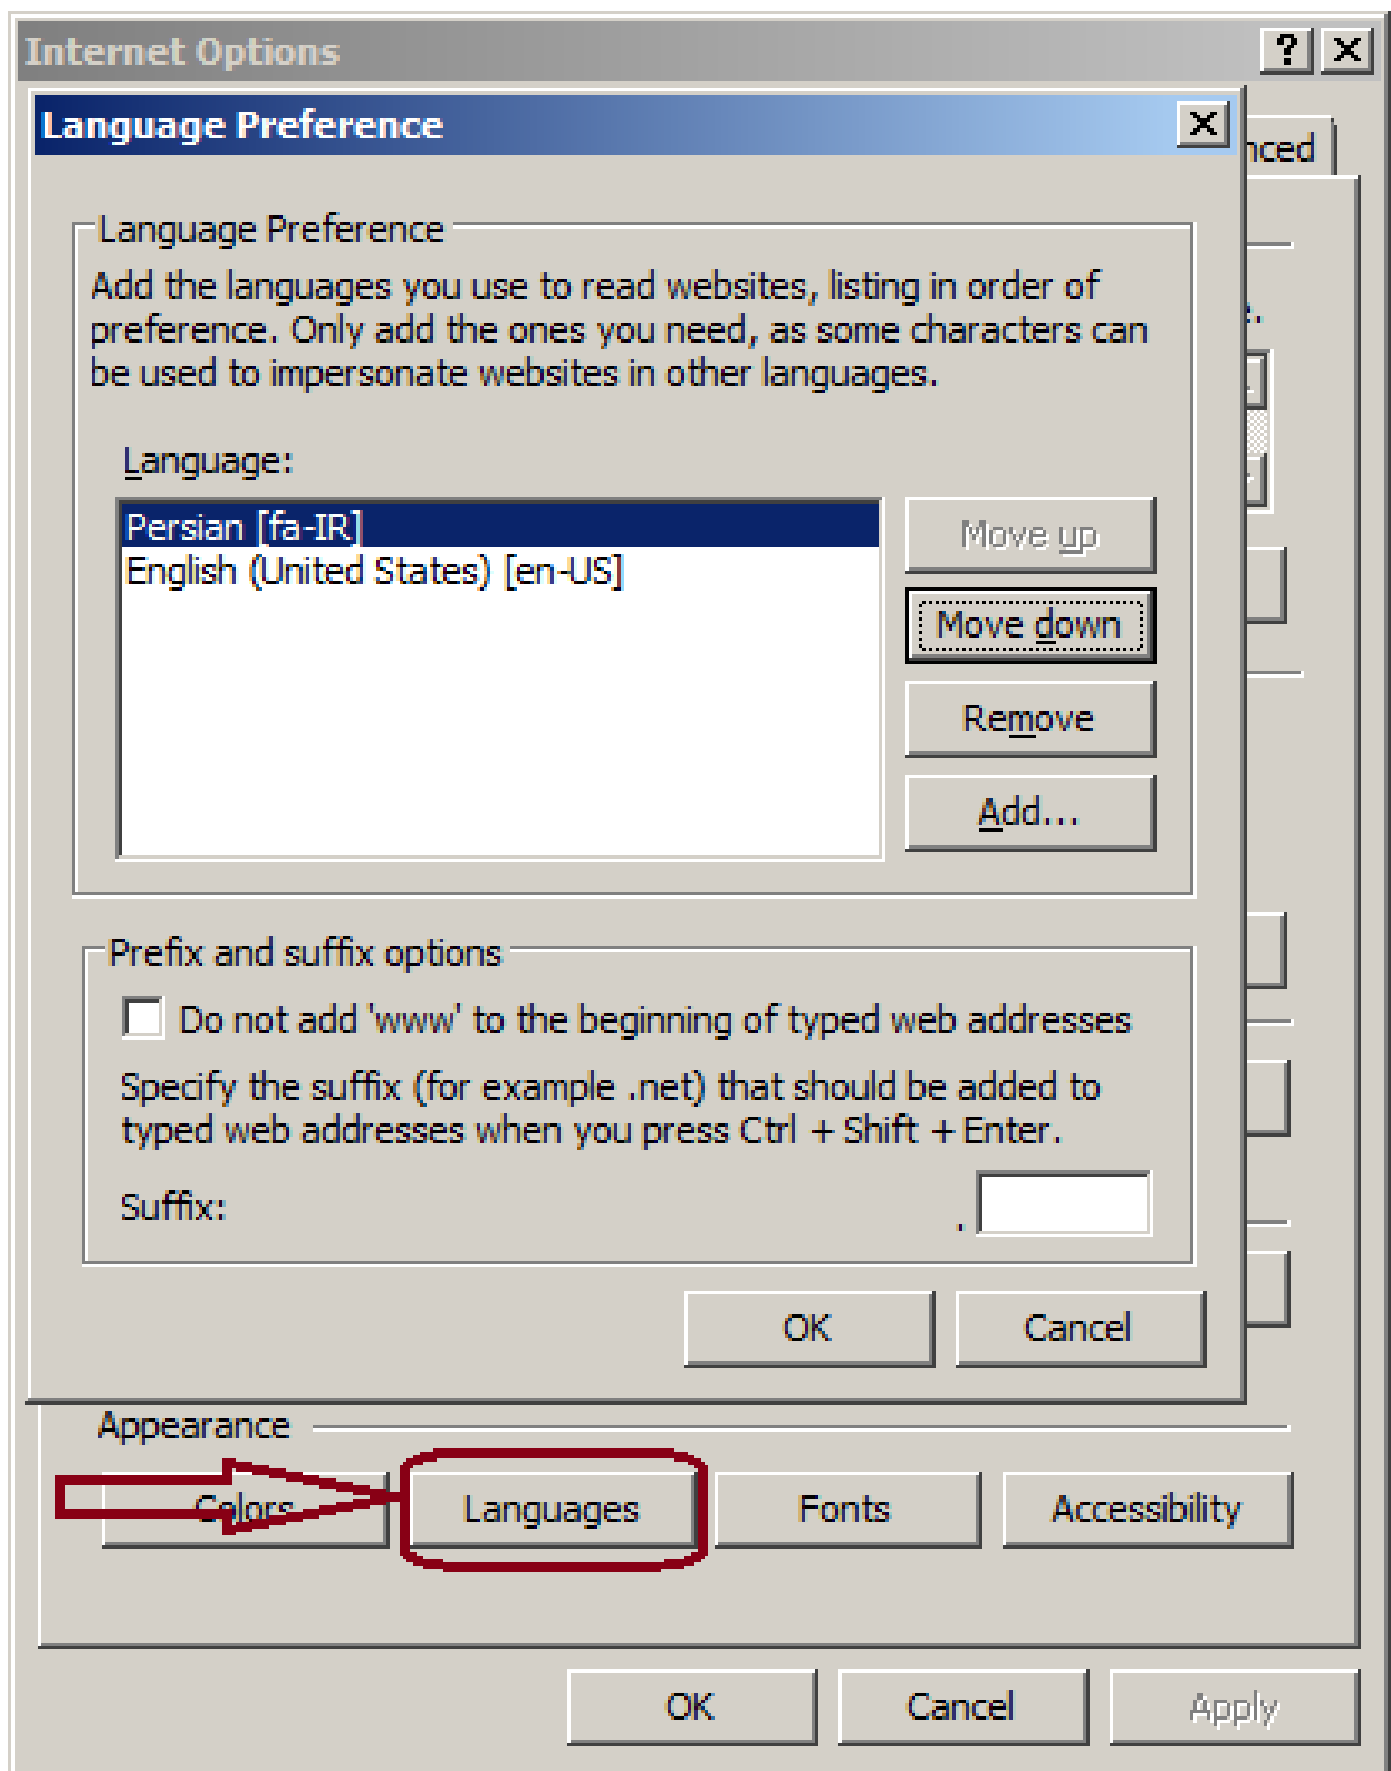 Internet Options
Language Preference
nced
Language Preference
Add the languages you use to read websites, listing in order of
preference. Only add the ones you need, as some characters can
be used to impersonate websites in other languages.
Language:
Persian [fa-IR]
English (United States) [en-US]
Move up
Move down
Remove
Add...
Prefix and suffix options
Do not add 'www' to the beginning of typed web addresses
Specify the suffix (for example .net) that should be added to
typed web addresses when you press Ctrl + Shift + Enter.
Suffix: .
OK Cancel
Appearance
Colors Languages Fonts Accessibility
OK Cancel Apply